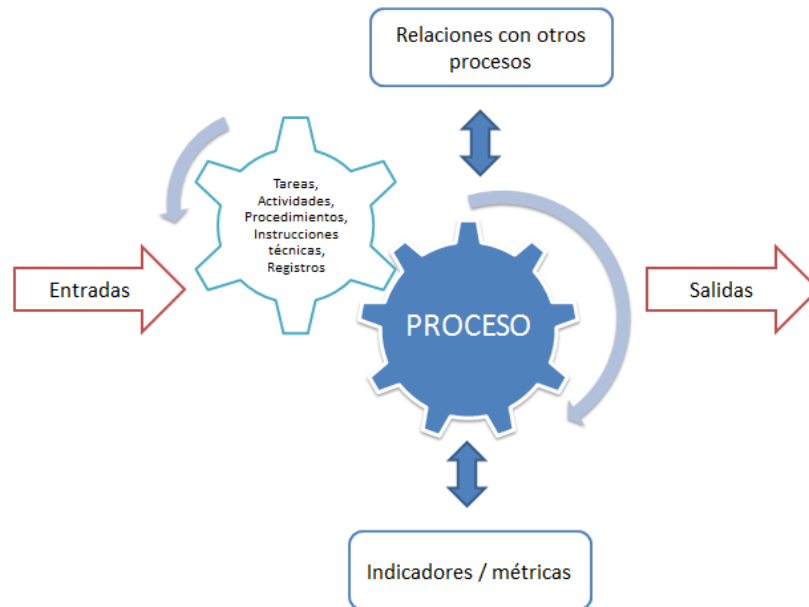 Relaciones con otros
procesos
Tareas,
Actividades,
Procedimientos,
Instrucciones
técnicas,
Registros
Entradas
PROCESO
Salidas
Indicadores / métricas